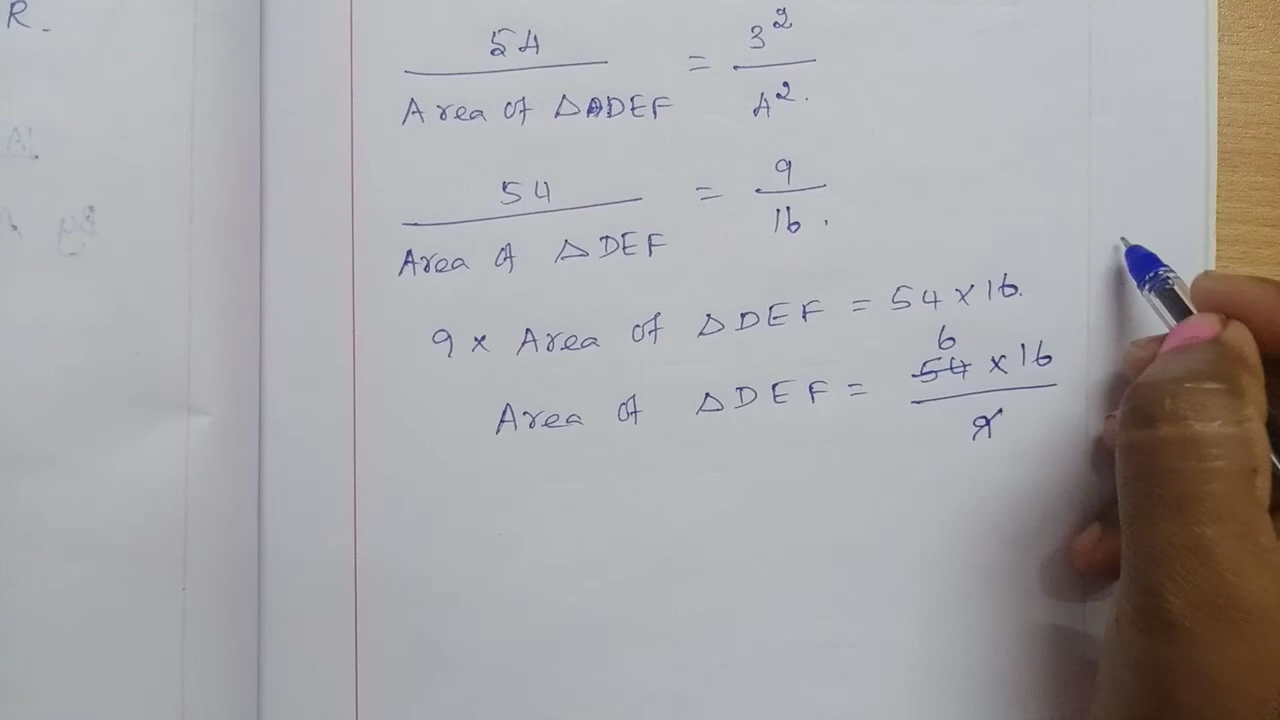 R.
54 / Area of △ADEF = 3² / 4².
54 / Area of △DEF = 9 / 16.
9 x Area of △DEF = 54 x 16.
Area of △DEF = 54 x 16 / 9
6